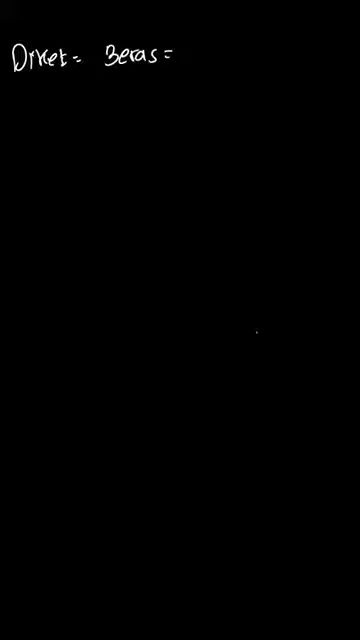 Diket = Beras =